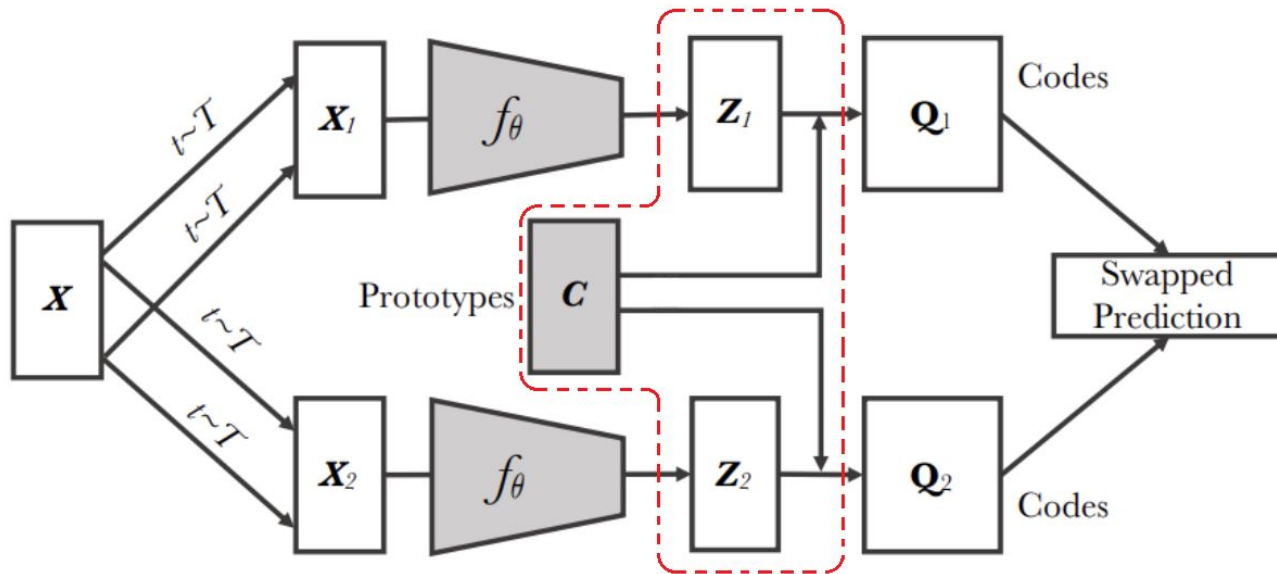 t~T
t~T
X
t~T
t~T
X1
fθ
Z1
Q1
Codes
Prototypes
C
Swapped
Prediction
X2
fθ
Z2
Q2
Codes